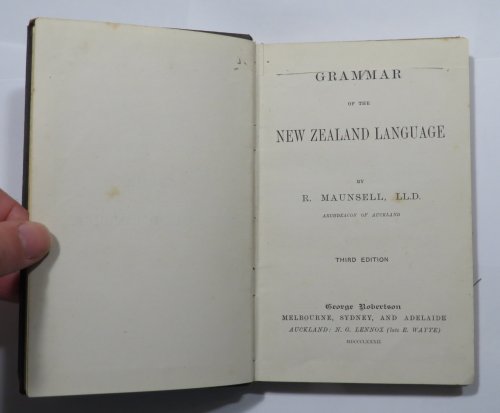 GRAMMAR
OF THE
NEW ZEALAND LANGUAGE
BY
R. MAUNSELL, LL.D.
ARCHDEACON OF AUCKLAND
THIRD EDITION
George Robertson
MELBOURNE, SYDNEY, AND ADELAIDE
AUCKLAND: N. G. LENNOX (late E. WAYTE)
MDCCCLXXXII.